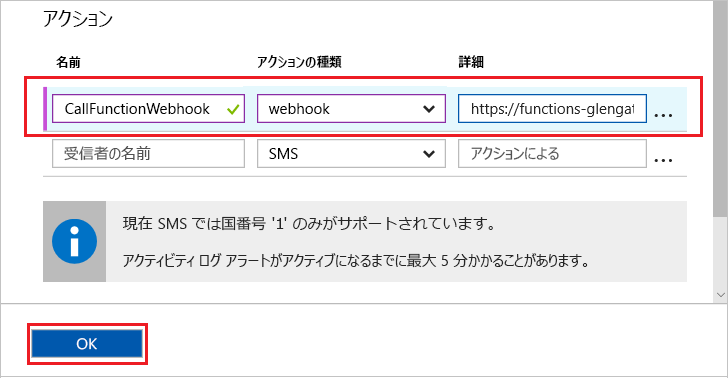 アクション
名前 アクションの種類 詳細
CallFunctionWebhook webhook https://functions-glengat ...
受信者の名前 SMS アクションによる ...
現在 SMS では国番号 '1' のみがサポートされています。
アクティビティ ログ アラートがアクティブになるまでに最大 5 分かかることがあります。
OK